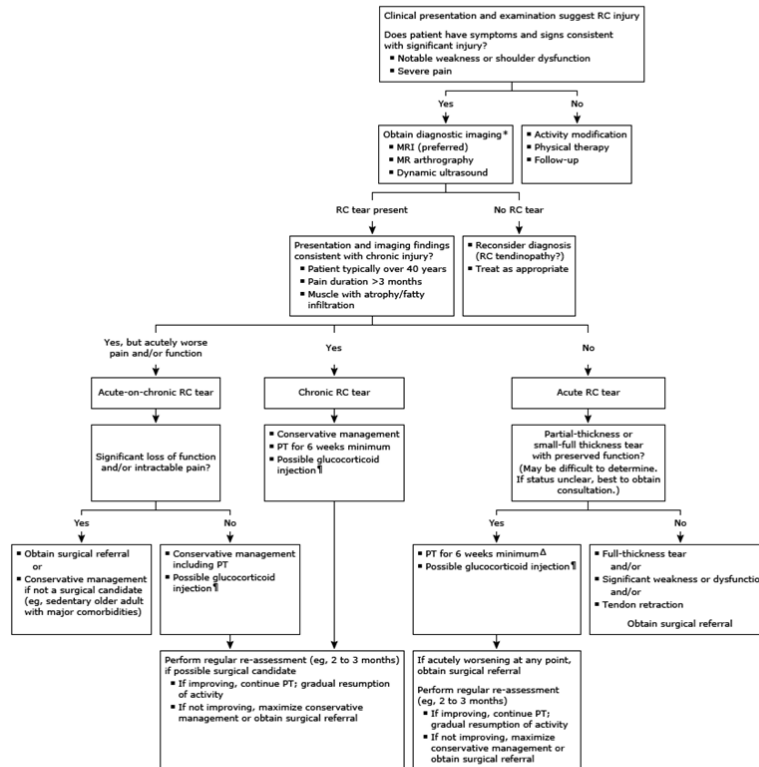 Clinical presentation and examination suggest RC injury
Does patient have symptoms and signs consistent
with significant injury?
▪ Notable weakness or shoulder dysfunction
▪ Severe pain
Yes
No
Obtain diagnostic imaging*
▪ MRI (preferred)
▪ MR arthrography
▪ Dynamic ultrasound
▪ Activity modification
▪ Physical therapy
▪ Follow-up
RC tear present
No RC tear
Presentation and imaging findings
consistent with chronic injury?
▪ Patient typically over 40 years
▪ Pain duration >3 months
▪ Muscle with atrophy/fatty
infiltration
▪ Reconsider diagnosis
(RC tendinopathy?)
▪ Treat as appropriate
Yes, but acutely worse
pain and/or function
Yes
No
Acute-on-chronic RC tear
Chronic RC tear
Acute RC tear
Significant loss of function
and/or intractable pain?
▪ Conservative management
▪ PT for 6 weeks minimum
▪ Possible glucocorticoid
injection¶
Partial-thickness or
small-full thickness tear
with preserved function?
(May be difficult to determine.
If status unclear, best to obtain
consultation.)
Yes
No
Yes
No
▪ Obtain surgical referral
or
▪ Conservative management
if not a surgical candidate
(eg, sedentary older adult
with major comorbidities)
▪ Conservative management
including PT
▪ Possible glucocorticoid
injection¶
▪ PT for 6 weeks minimumΔ
▪ Possible glucocorticoid injection¶
▪ Full-thickness tear
and/or
▪ Significant weakness or dysfunction
and/or
▪ Tendon retraction
Obtain surgical referral
Perform regular re-assessment (eg, 2 to 3 months)
if possible surgical candidate
▪ If improving, continue PT; gradual resumption
of activity
▪ If not improving, maximize conservative
management or obtain surgical referral
If acutely worsening at any point,
obtain surgical referral
Perform regular re-assessment
(eg, 2 to 3 months)
▪ If improving, continue PT;
gradual resumption of activity
▪ If not improving, maximize
conservative management or
obtain surgical referral